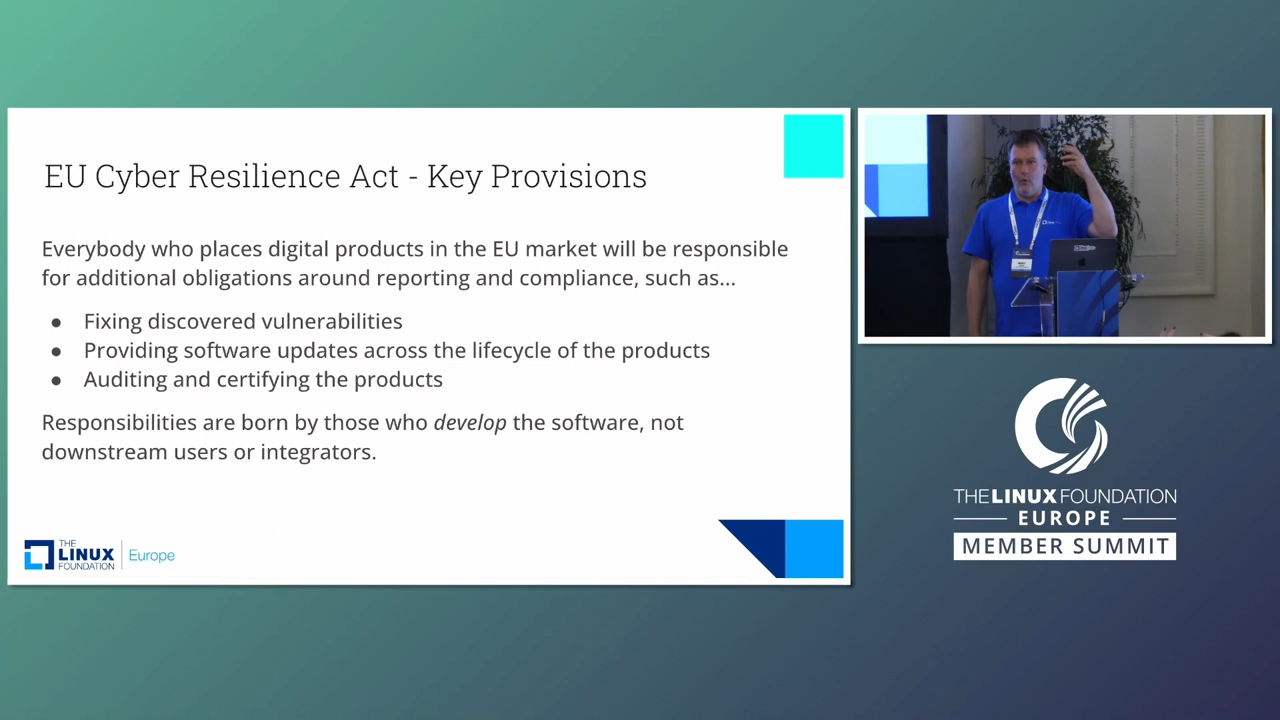 EU Cyber Resilience Act - Key Provisions
Everybody who places digital products in the EU market will be responsible
for additional obligations around reporting and compliance, such as...
● Fixing discovered vulnerabilities
● Providing software updates across the lifecycle of the products
● Auditing and certifying the products
Responsibilities are born by those who develop the software, not
downstream users or integrators.
THE
LINUX
FOUNDATION
Europe
THE LINUX FOUNDATION
EUROPE
MEMBER SUMMIT